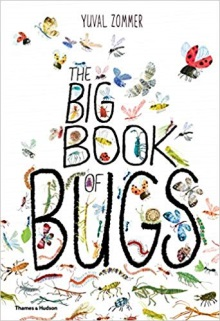 YUVAL ZOMMER
THE
BIG
BOOK
OF
BUGS
Thames & Hudson